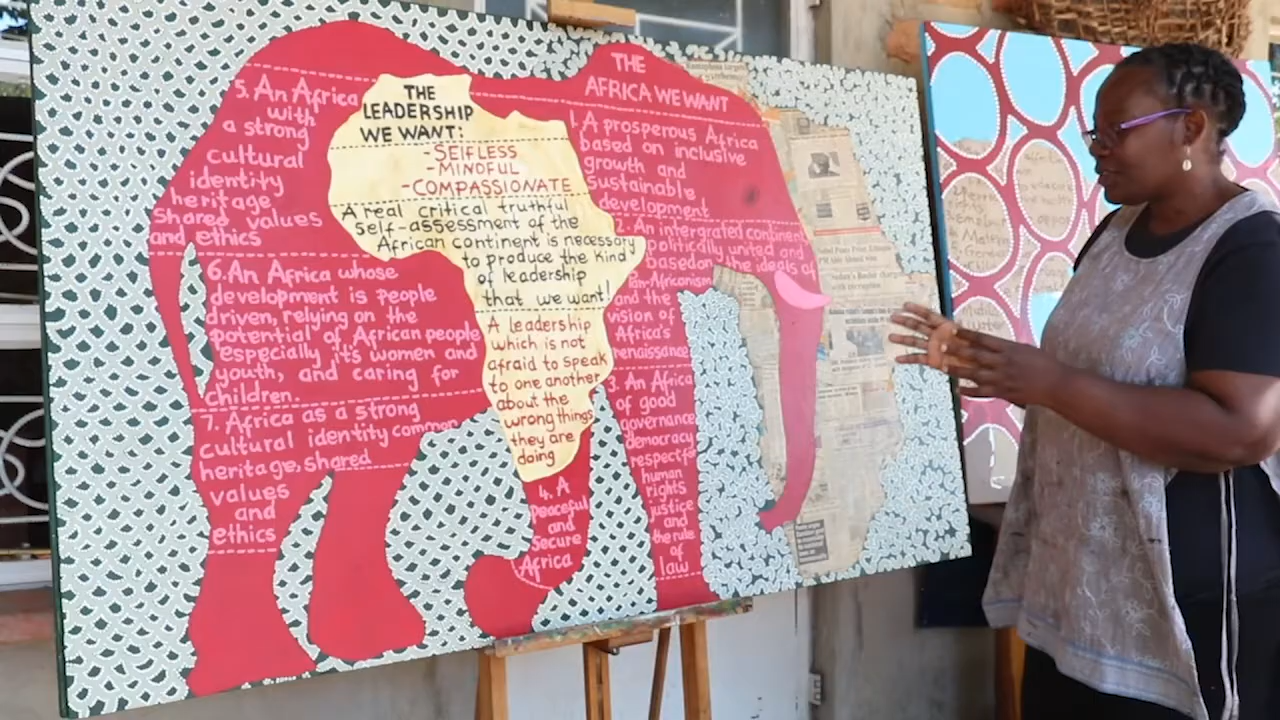 THE
AFRICA WE WANT
1. A prosperous Africa
based on inclusive
growth and
sustainable
development
2. An intergrated continent
politically united and
based on the ideals of
Pan-Africanism
and the
vision of
Africa's
renaissance
3. An Africa
of good
governance
democracy
respect for
human
rights
justice
and
the rule
of
law
4. A
Peaceful
and
Secure
Africa
5. An Africa
with
a strong
cultural
identity
heritage,
shared values
and ethics
6. An Africa whose
development is people
driven, relying on the
potential of African people
especially it's women and
youth, and caring for
children.
7. Africa as a strong
cultural identity common
heritage, shared
values
and
ethics
THE
LEADERSHIP
WE WANT:
-SELFLESS
-MINDFUL
-COMPASSIONATE
A real critical truthful
self-assessment of the
African continent is necessary
to produce the kind
of leadership
that we want!
A leadership
which is not
afraid to speak
to one another
about the
wrong things
they are
doing